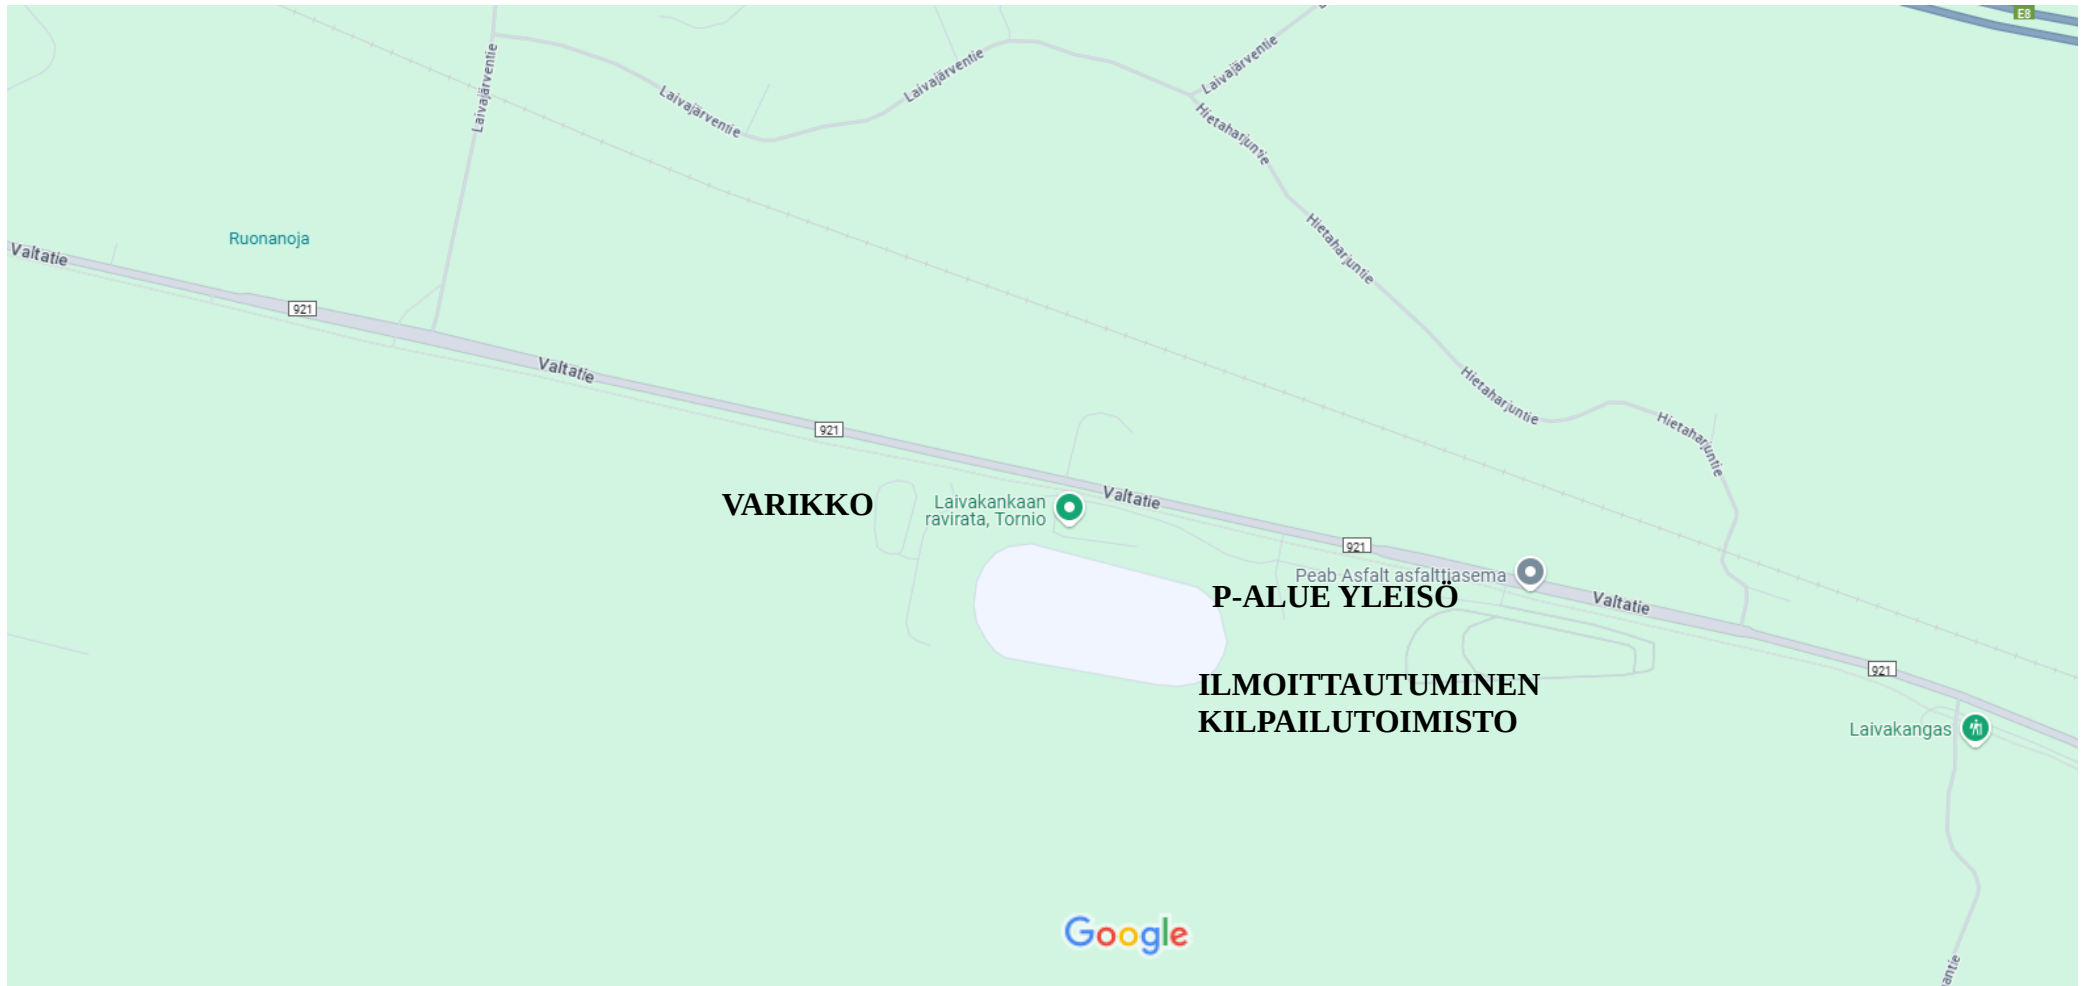 E8
Laivajärventie
Laivajärventie
Laivajärventie
Laivajärventie
Hietaharjuntie
Hietaharjuntie
Hietaharjuntie
Hietaharjuntie
Ruonanoja
Valtatie
921
Valtatie
921
VARIKKO
Laivakankaan
ravirata, Tornio
Valtatie
921
Peab Asfalt asfalttiasema
P-ALUE YLEISÖ
Valtatie
921
ILMOITTAUTUMINEN
KILPAILUTOIMISTO
Laivakangas
Google
antie